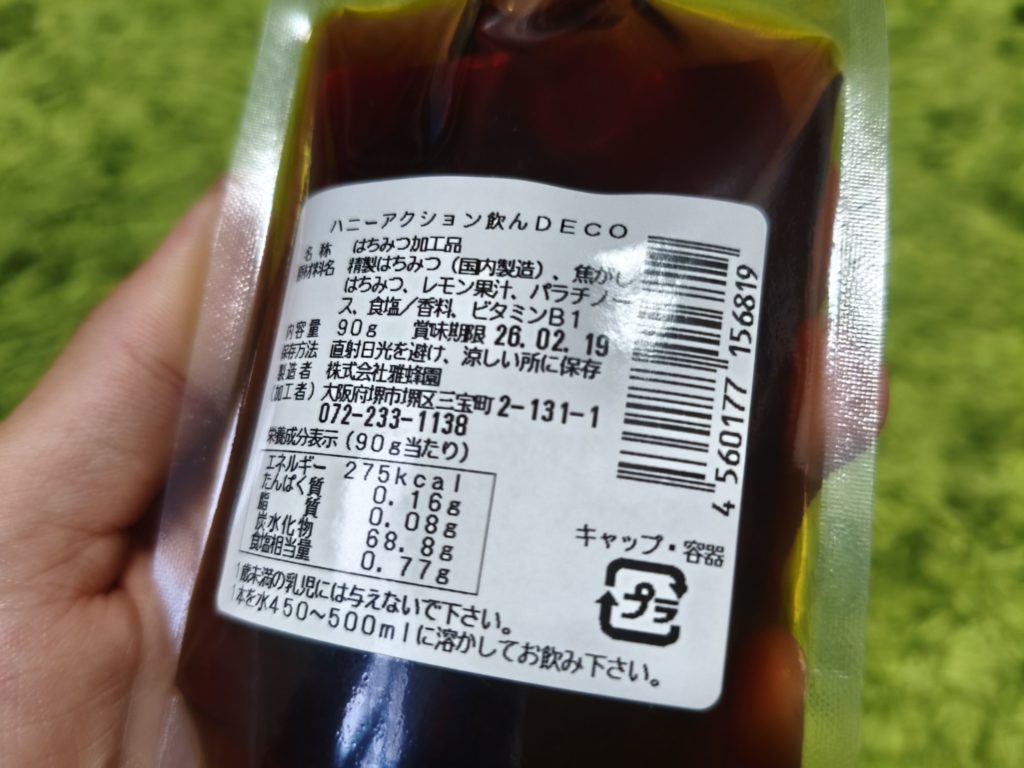 ハニーアクション飲んDECO
名称 はちみつ加工品
原材料名 精製はちみつ（国内製造）、焦がし
はちみつ、レモン果汁、パラチノー
ス、食塩／香料、ビタミンB1
内容量 90g 賞味期限 26.02.19
保存方法 直射日光を避け、涼しい所に保存
製造者 株式会社雅蜂園
（加工者）大阪府堺市堺区三宝町2-131-1
072-233-1138
栄養成分表示（90g当たり）
エネルギー 275kcal
たんぱく質 0.16g
脂質 0.08g
炭水化物 68.8g
食塩相当量 0.77g
1歳未満の乳児には与えないで下さい。
1本を水450～500mlに溶かしてお飲み下さい。
4 560177 156819
キャップ・容器
プラ